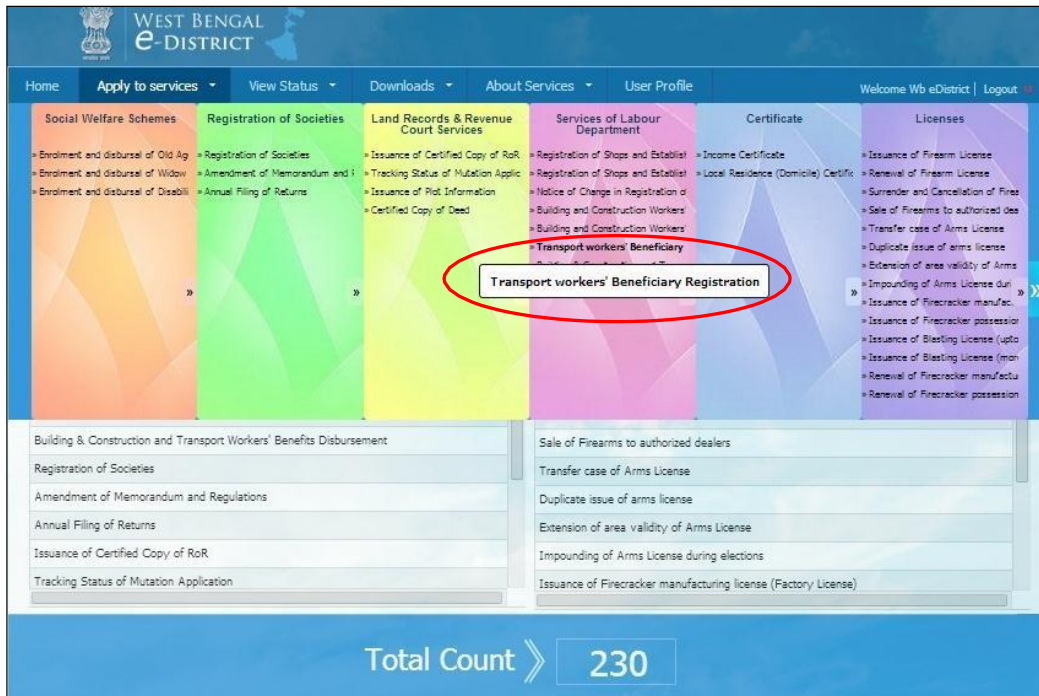 WEST BENGAL
e-DISTRICT
Home Apply to services View Status Downloads About Services User Profile Welcome Wb eDistrict | Logout
Social Welfare Schemes
» Enrolment and disbursal of Old Ag
» Enrolment and disbursal of Widow
» Enrolment and disbursal of Disabili
»
Registration of Societies
» Registration of Societies
» Amendment of Memorandum and R
» Annual Filing of Returns
»
Land Records & Revenue
Court Services
» Issuance of Certified Copy of RoR
» Tracking Status of Mutation Applic
» Issuance of Plot Information
» Certified Copy of Deed
Services of Labour
Department
» Registration of Shops and Establish
» Registration of Shops and Establish
» Notice of Change in Registration o
» Building and Construction Workers'
» Building and Construction Workers'
» Transport workers' Beneficiary
Transport workers' Beneficiary Registration
Certificate
» Income Certificate
» Local Residence (Domicile) Certific
»
Licenses
» Issuance of Firearm License
» Renewal of Firearm License
» Surrender and Cancellation of Firea
» Sale of Firearms to authorized dea
» Transfer case of Arms License
» Duplicate issue of arms license
» Extension of area validity of Arms
» Impounding of Arms License duri
» Issuance of Firecracker manufac.
» Issuance of Firecracker possession
» Issuance of Blasting License (upto
» Issuance of Blasting License (mor
» Renewal of Firecracker manufactu
» Renewal of Firecracker possession
»
»
Building & Construction and Transport Workers' Benefits Disbursement
Registration of Societies
Amendment of Memorandum and Regulations
Annual Filing of Returns
Issuance of Certified Copy of RoR
Tracking Status of Mutation Application
Sale of Firearms to authorized dealers
Transfer case of Arms License
Duplicate issue of arms license
Extension of area validity of Arms License
Impounding of Arms License during elections
Issuance of Firecracker manufacturing license (Factory License)
Total Count » 230